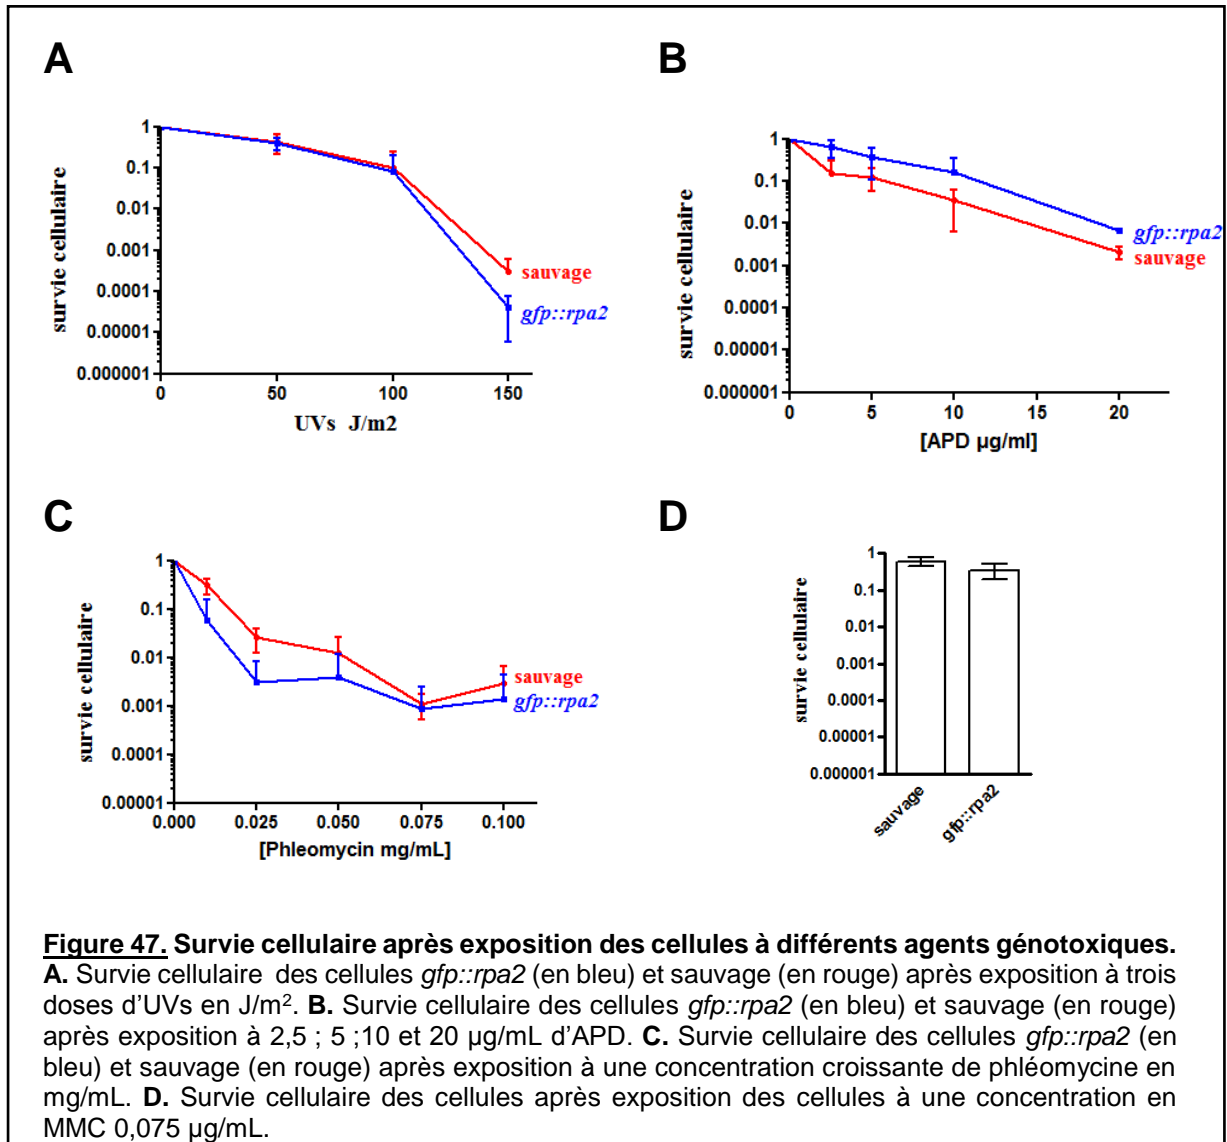 A
survie cellulaire
1
0.1
0.01
0.001
0.0001
0.00001
0.000001
0
50
100
150
UVs J/m2
sauvage
gfp::rpa2
B
survie cellulaire
1
0.1
0.01
0.001
0.0001
0.00001
0.000001
0
5
10
15
20
[APD µg/ml]
gfp::rpa2
sauvage
C
survie cellulaire
1
0.1
0.01
0.001
0.0001
0.00001
0.000
0.025
0.050
0.075
0.100
[Phleomycin mg/mL]
sauvage
gfp::rpa2
D
survie cellulaire
1
0.1
0.01
0.001
0.0001
0.00001
0.000001
sauvage
gfp::rpa2
Figure 47. Survie cellulaire après exposition des cellules à différents agents génotoxiques.
A. Survie cellulaire des cellules gfp::rpa2 (en bleu) et sauvage (en rouge) après exposition à trois
doses d'UVs en J/m². B. Survie cellulaire des cellules gfp::rpa2 (en bleu) et sauvage (en rouge)
après exposition à 2,5 ; 5 ;10 et 20 µg/mL d'APD. C. Survie cellulaire des cellules gfp::rpa2 (en
bleu) et sauvage (en rouge) après exposition à une concentration croissante de phléomycine en
mg/mL. D. Survie cellulaire des cellules après exposition des cellules à une concentration en
MMC 0,075 µg/mL.